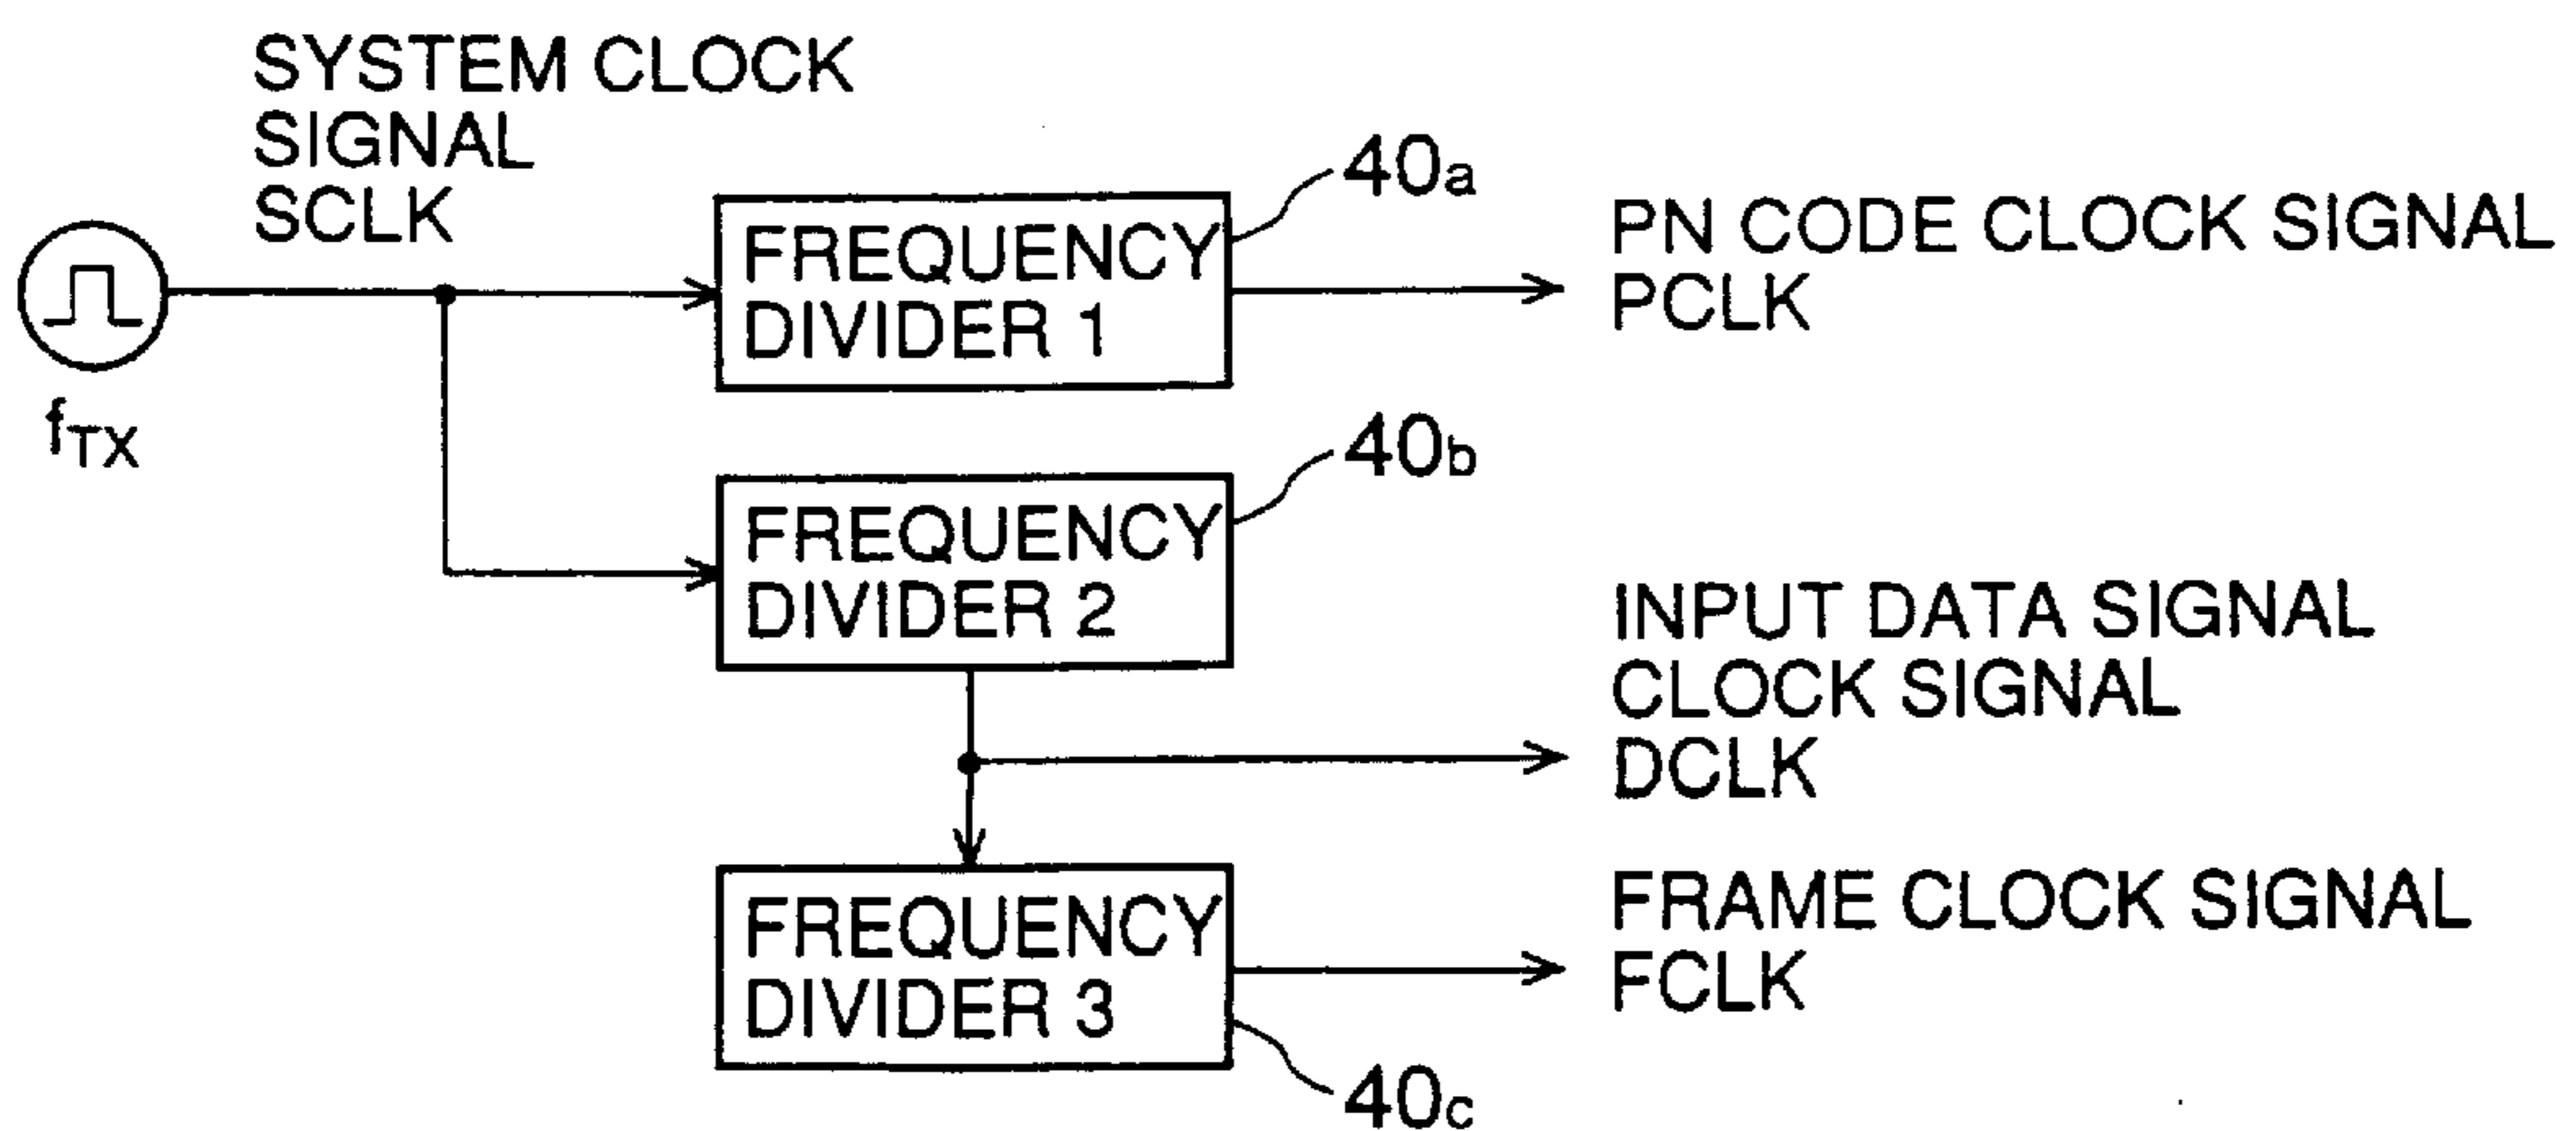 SYSTEM CLOCK
SIGNAL
SCLK
fTX
FREQUENCY
DIVIDER 1
40a
PN CODE CLOCK SIGNAL
PCLK
FREQUENCY
DIVIDER 2
40b
INPUT DATA SIGNAL
CLOCK SIGNAL
DCLK
FREQUENCY
DIVIDER 3
40c
FRAME CLOCK SIGNAL
FCLK